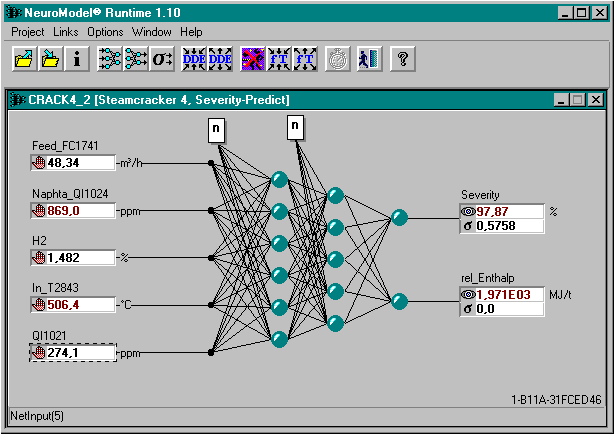 NeuroModel® Runtime 1.10
Project Links Options Window Help
i σ DDE DDE fT fT ?
CRACK4_2 [Steamcracker 4, Severity-Predict]
n n
Feed_FC1741
48,34 m³/h
Naphta_QI1024
869,0 ppm
H2
1,482 %
In_T2843
506,4 °C
QI1021
274,1 ppm
Severity
97,87 %
σ 0,5758
rel_Enthalp
1,971E03 MJ/t
σ 0,0
1-B11A-31FCED46
NetInput(5)